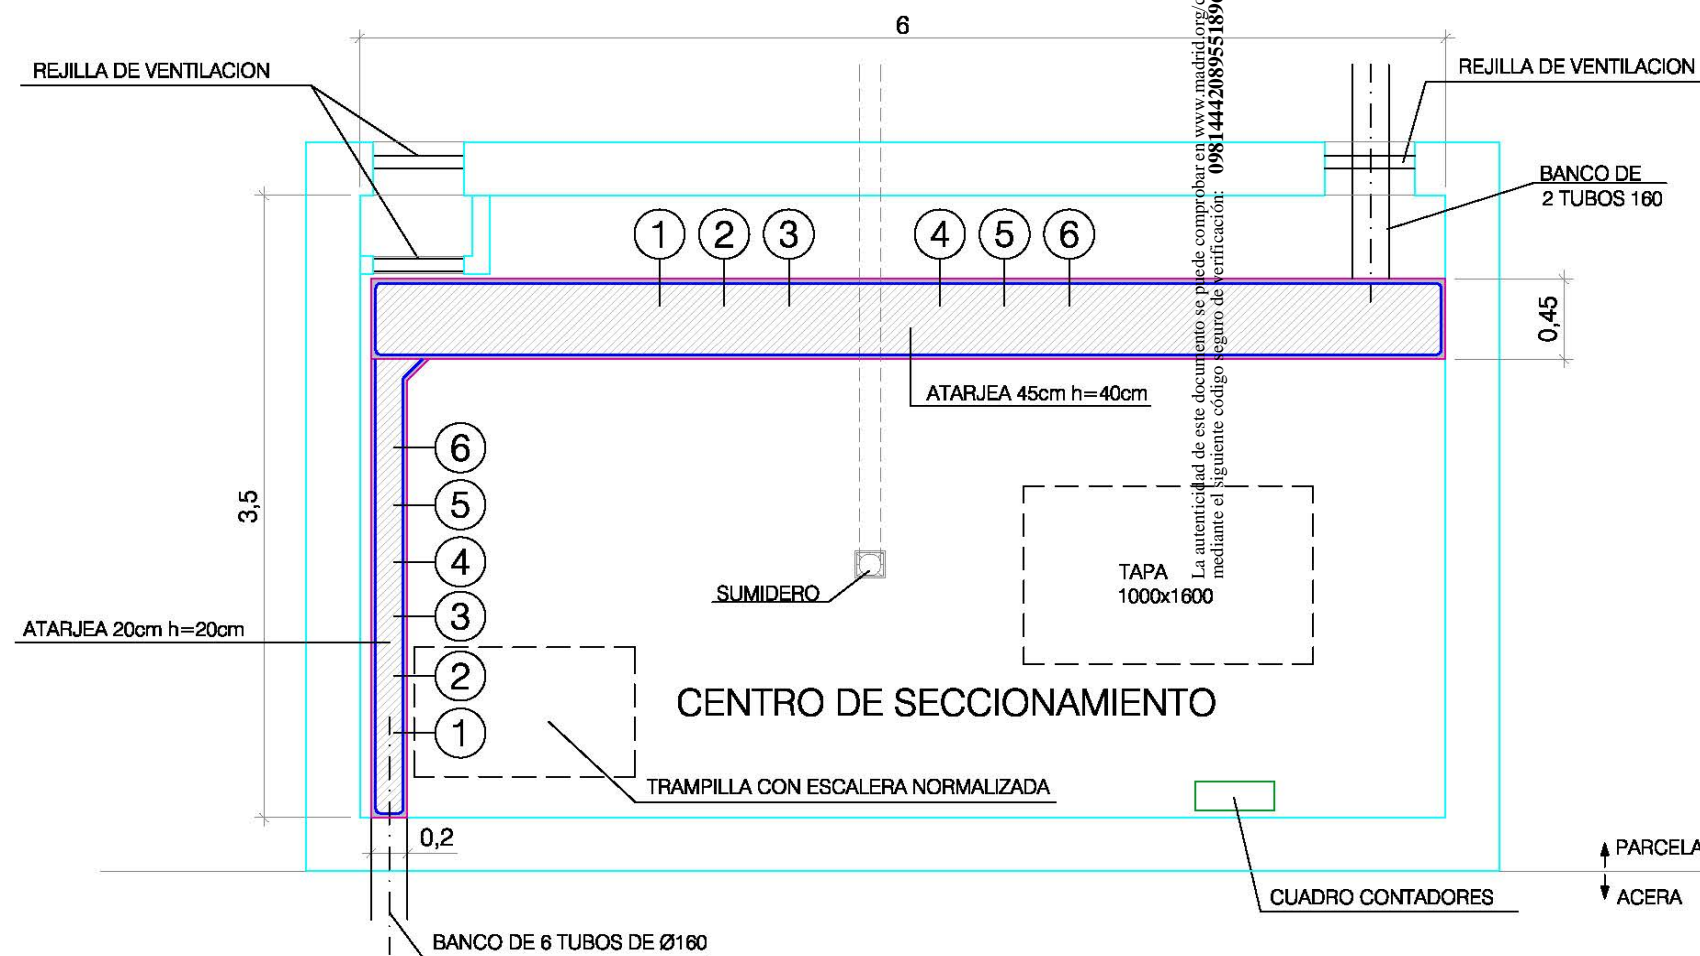 6
REJILLA DE VENTILACION
REJILLA DE VENTILACION
BANCO DE
2 TUBOS 160
1 2 3 4 5 6
0,45
ATARJEA 45cm h=40cm
6
5
4
3
2
1
3,5
SUMIDERO
TAPA
1000x1600
ATARJEA 20cm h=20cm
CENTRO DE SECCIONAMIENTO
TRAMPILLA CON ESCALERA NORMALIZADA
0,2
PARCELA
ACERA
CUADRO CONTADORES
BANCO DE 6 TUBOS DE Ø160
La autenticidad de este documento se puede comprobar en www.madrid.org/
mediante el siguiente código seguro de verificación: 09814442089551896